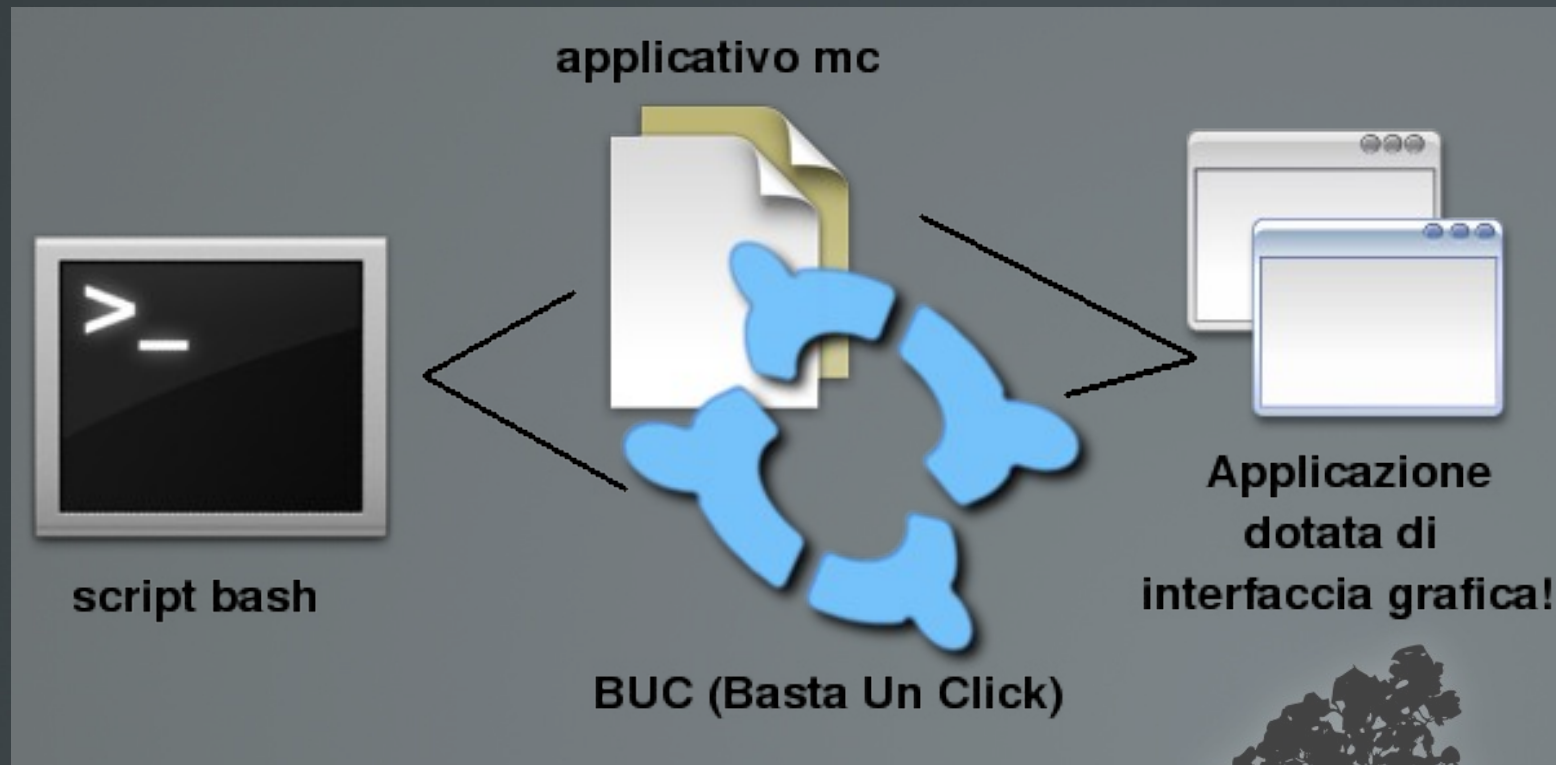 applicativo mc
>_
script bash
BUC (Basta Un Click)
Applicazione
dotata di
interfaccia grafica!